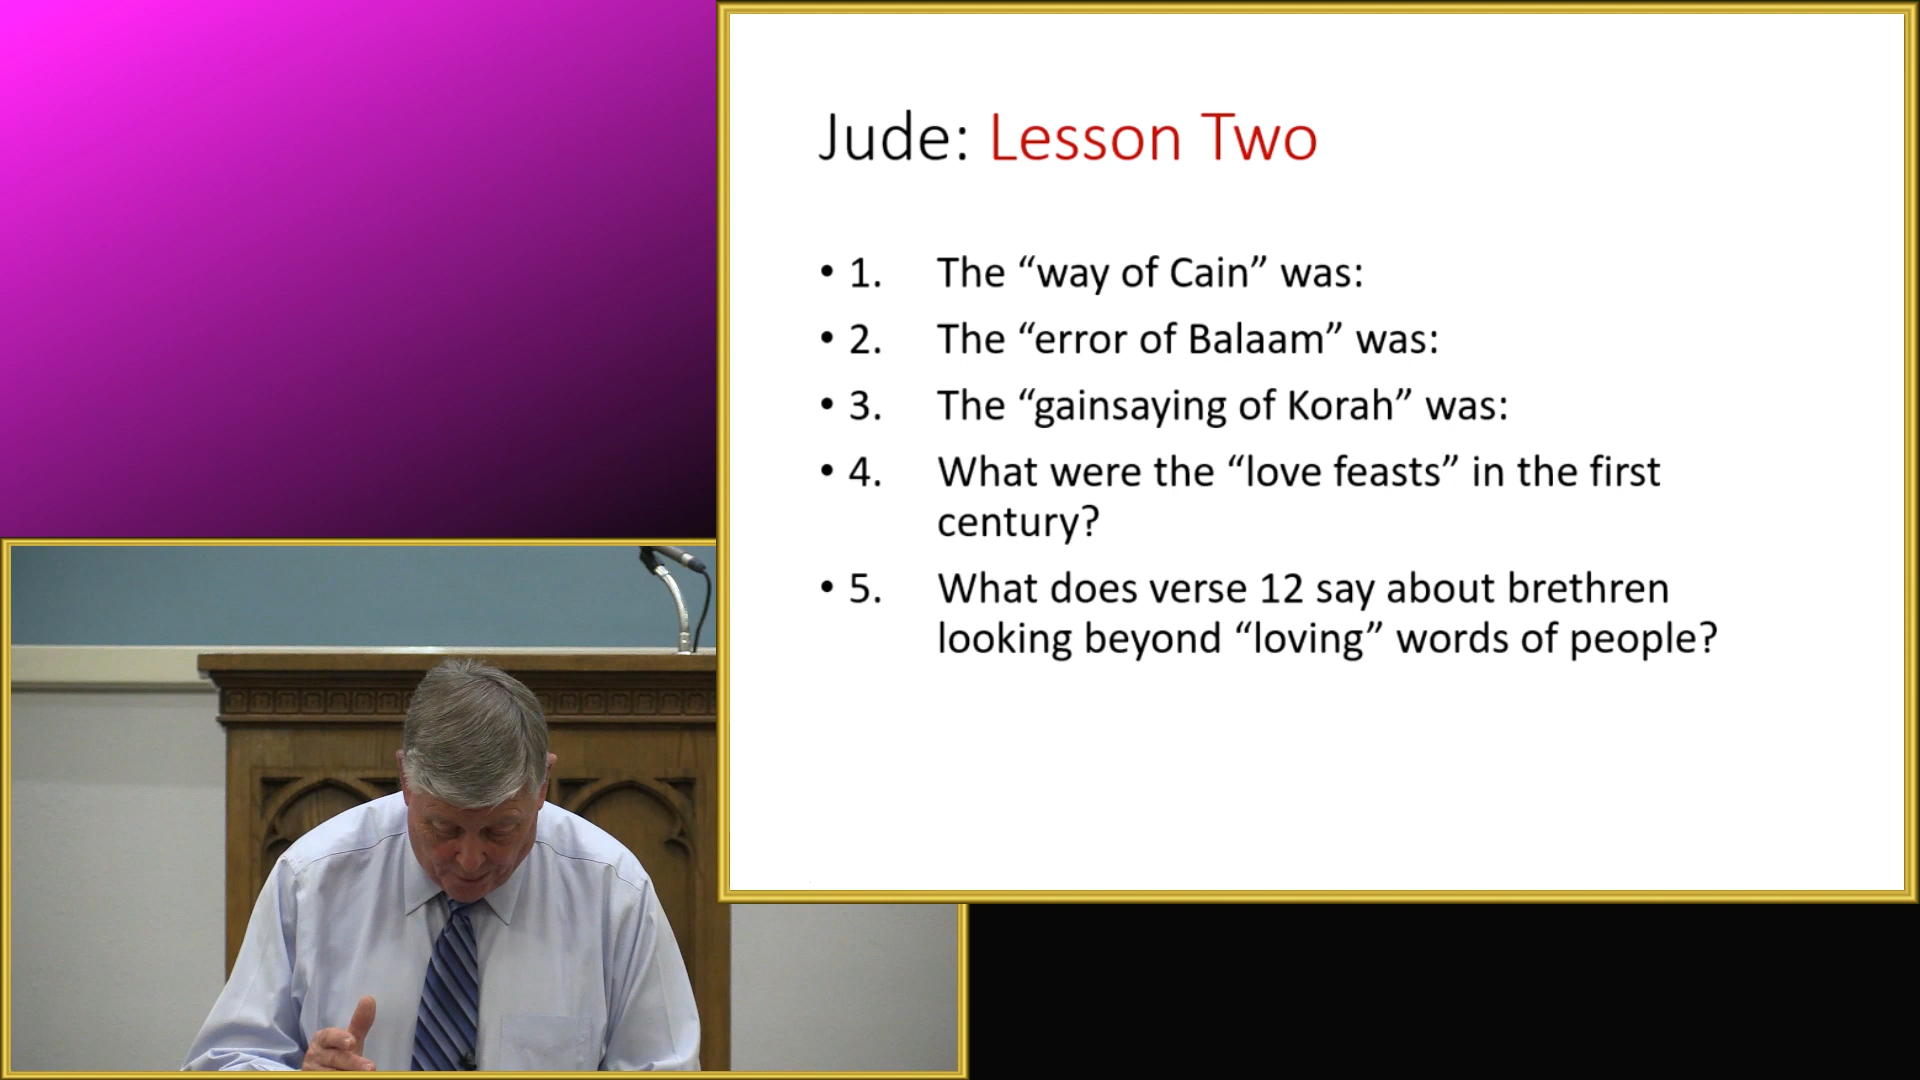 Jude: Lesson Two
• 1. The “way of Cain” was:
• 2. The “error of Balaam” was:
• 3. The “gainsaying of Korah” was:
• 4. What were the “love feasts” in the first
century?
• 5. What does verse 12 say about brethren
looking beyond “loving” words of people?